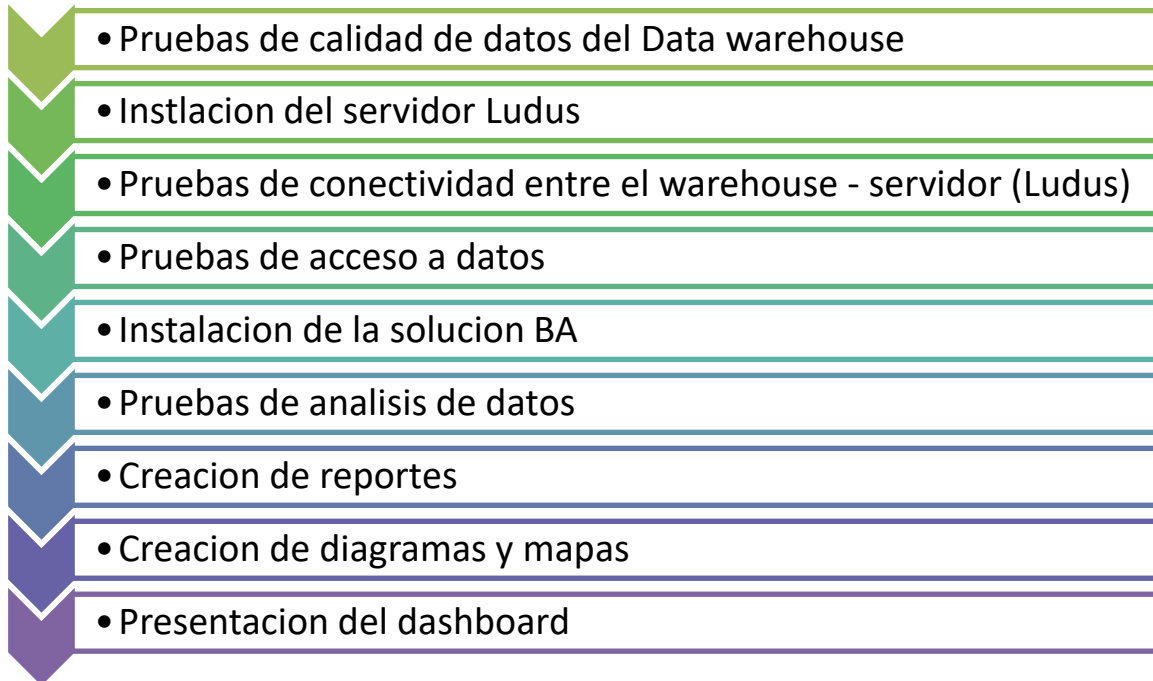 •Pruebas de calidad de datos del Data warehouse
•Instlacion del servidor Ludus
•Pruebas de conectividad entre el warehouse - servidor (Ludus)
•Pruebas de acceso a datos
•Instalacion de la solucion BA
•Pruebas de analisis de datos
•Creacion de reportes
•Creacion de diagramas y mapas
•Presentacion del dashboard